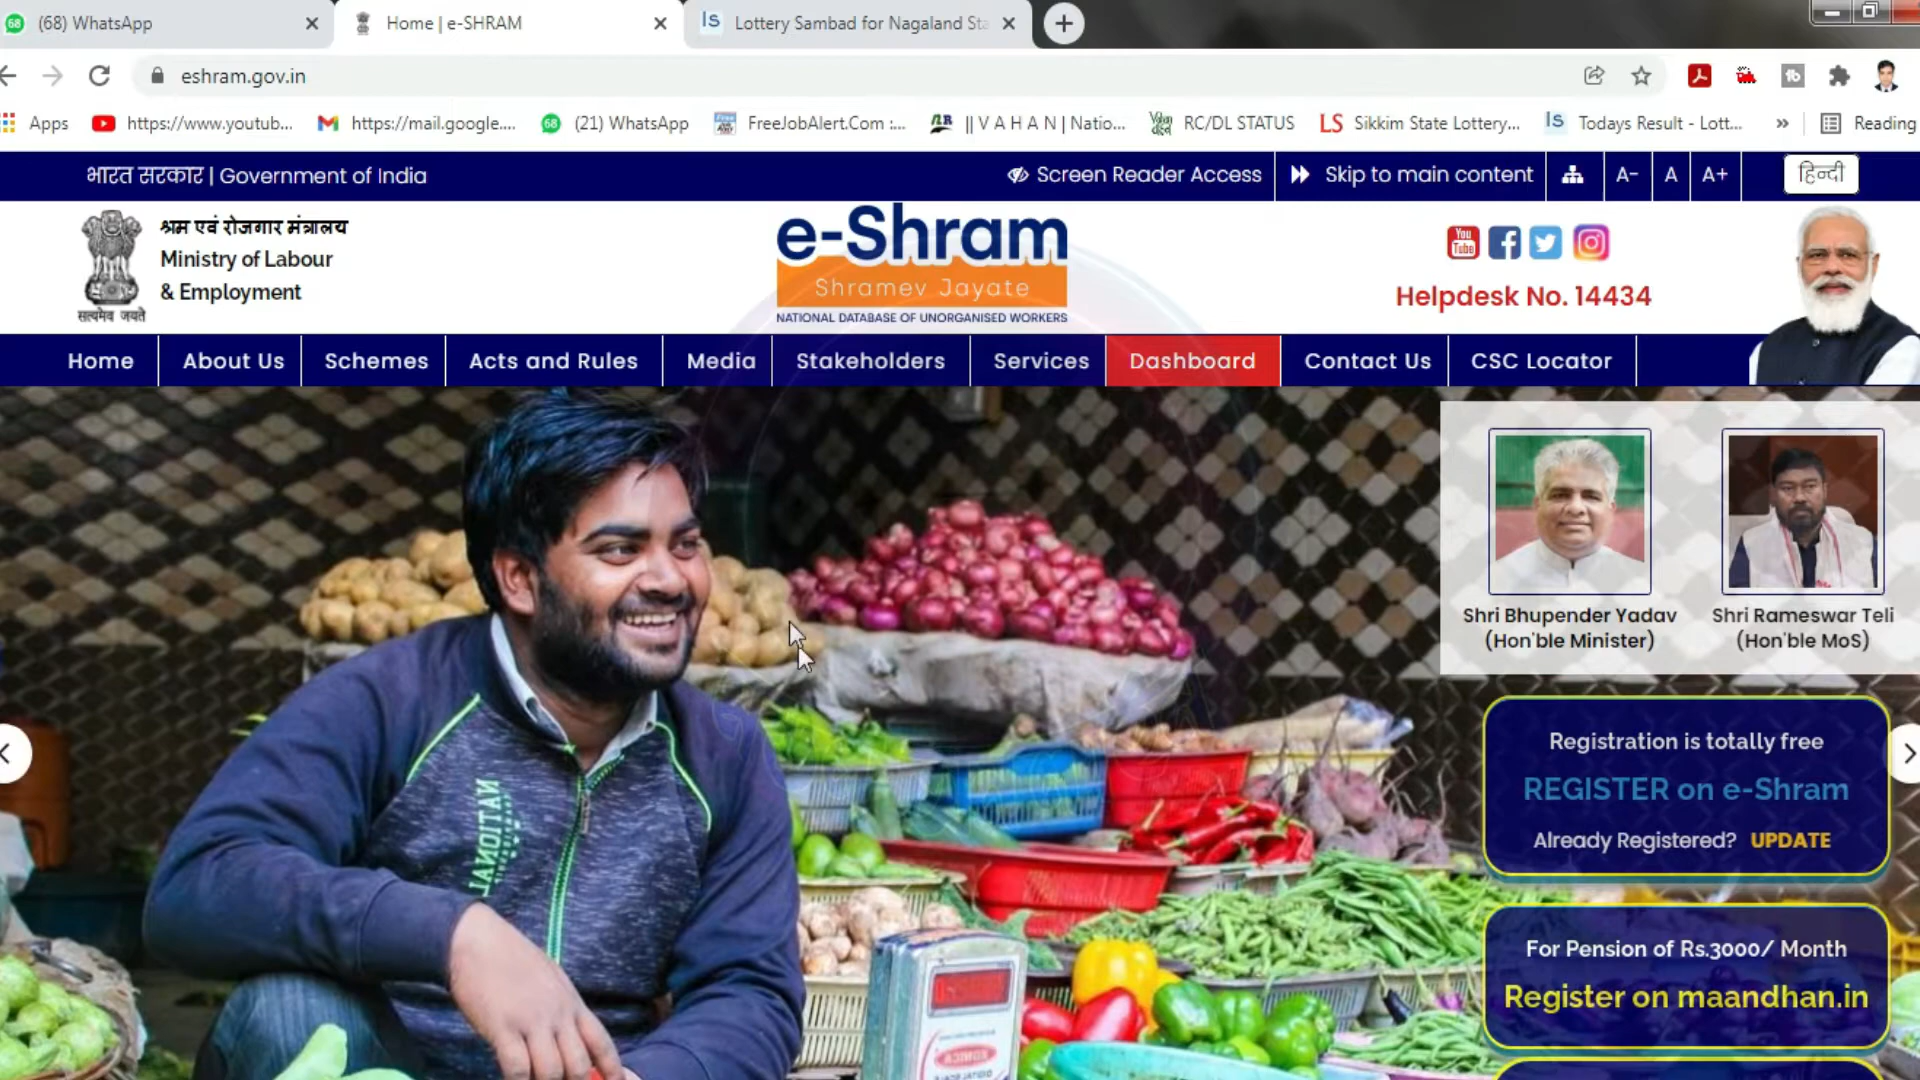 (68) WhatsApp
Home | e-SHRAM
Lottery Sambad for Nagaland Sta
eshram.gov.in
Apps
https://www.youtub...
https://mail.google....
(21) WhatsApp
FreeJobAlert.Com :...
|| V A H A N | Natio...
RC/DL STATUS
LS Sikkim State Lottery...
ls Todays Result - Lott...
Reading
भारत सरकार | Government of India
Screen Reader Access
Skip to main content
A-
A
A+
हिन्दी
श्रम एवं रोजगार मंत्रालय
Ministry of Labour
& Employment
सत्यमेव जयते
e-Shram
Shramev Jayate
NATIONAL DATABASE OF UNORGANISED WORKERS
You Tube
Helpdesk No. 14434
Home
About Us
Schemes
Acts and Rules
Media
Stakeholders
Services
Dashboard
Contact Us
CSC Locator
Shri Bhupender Yadav
(Hon'ble Minister)
Shri Rameswar Teli
(Hon'ble MoS)
Registration is totally free
REGISTER on e-Shram
Already Registered? UPDATE
For Pension of Rs.3000/ Month
Register on maandhan.in
NATIONAL
KONICA